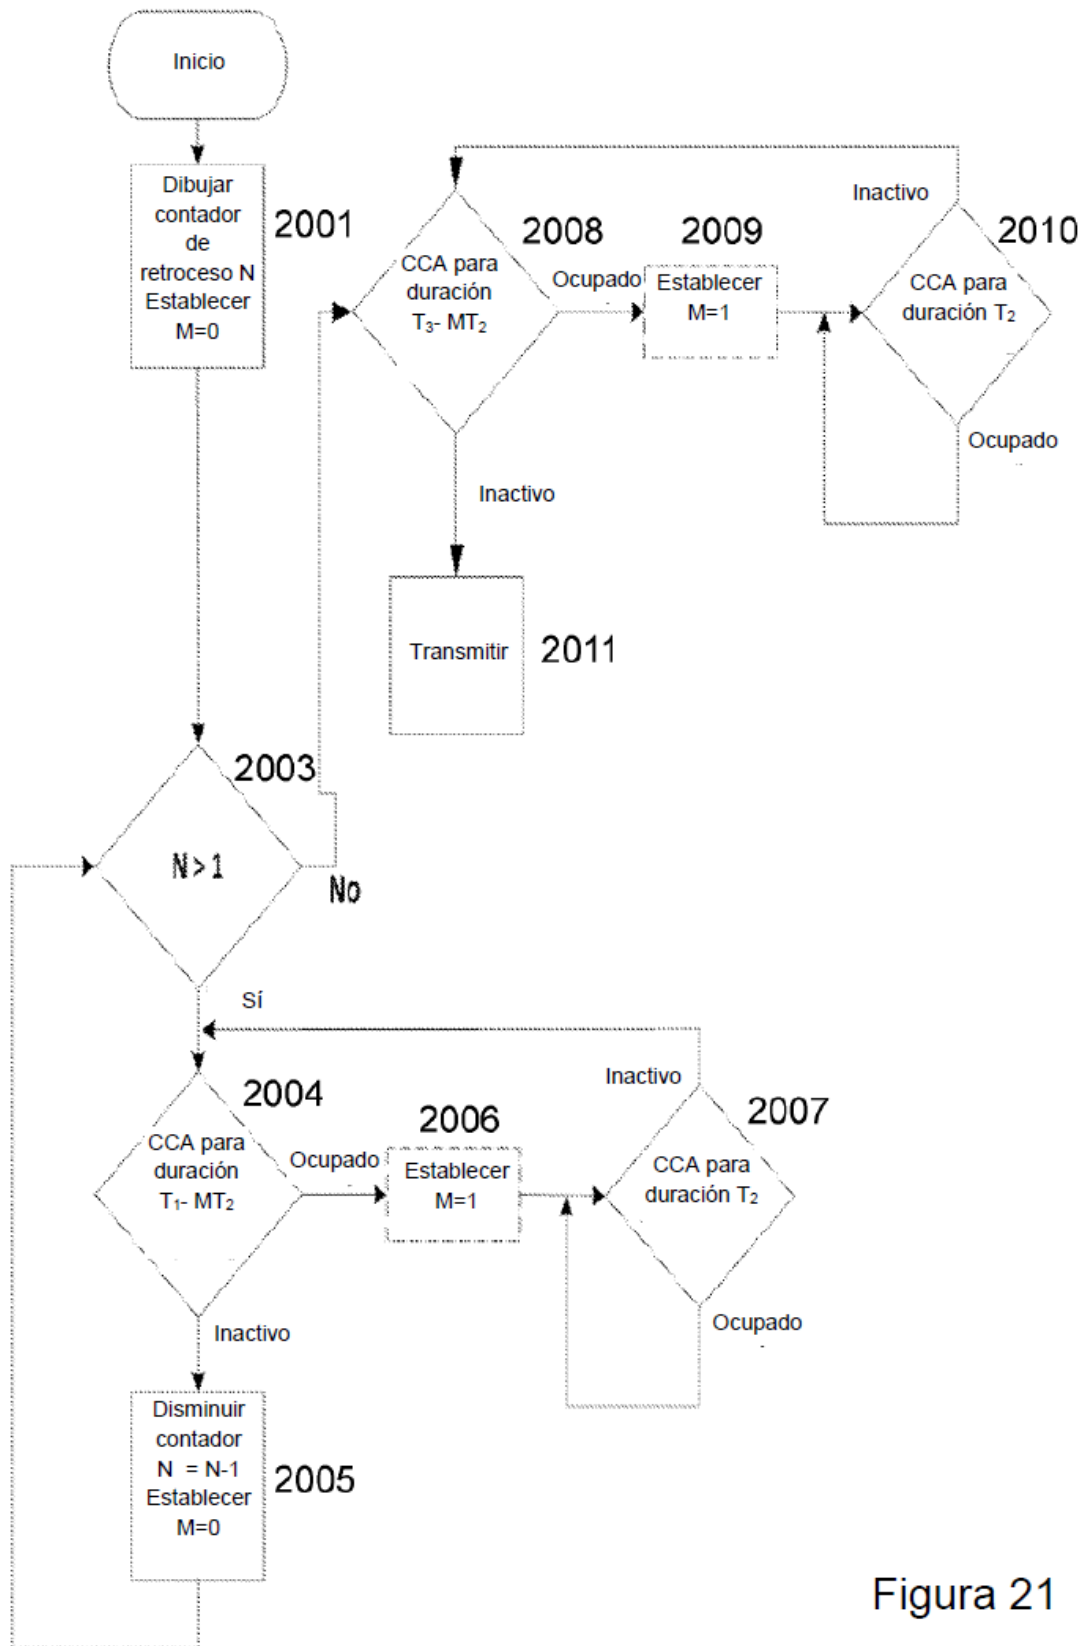 Inicio
Dibujar
contador
de
retroceso N
Establecer
M=0
2001
CCA para
duración
T₃- MT₂
2008
Ocupado
2009
Establecer
M=1
Inactivo
2010
CCA para
duración T₂
Ocupado
Inactivo
Transmitir
2011
2003
N>1
No
Sí
2004
CCA para
duración
T₁- MT₂
Ocupado
2006
Establecer
M=1
Inactivo
2007
CCA para
duración T₂
Ocupado
Inactivo
Disminuir
contador
N = N-1
Establecer
M=0
2005
Figura 21